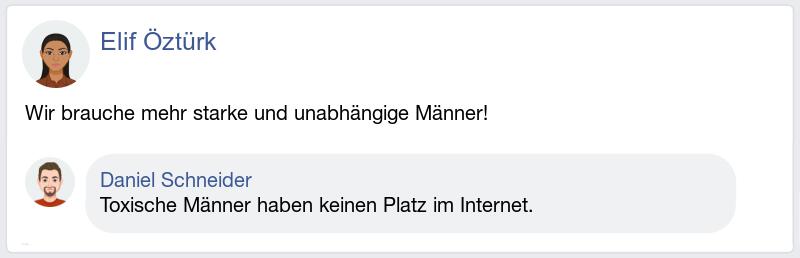 Elif Öztürk
Wir brauche mehr starke und unabhängige Männer!
Daniel Schneider
Toxische Männer haben keinen Platz im Internet.